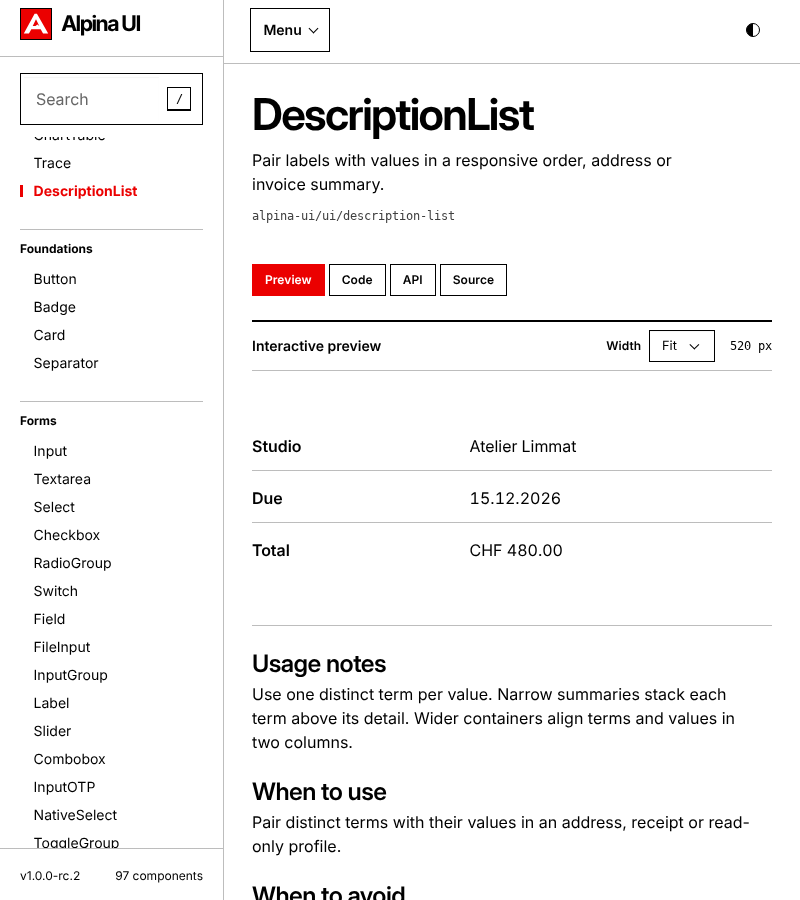 Alpina UI
Search
/
ChartTable
Trace
DescriptionList
Foundations
Button
Badge
Card
Separator
Forms
Input
Textarea
Select
Checkbox
RadioGroup
Switch
Field
FileInput
InputGroup
Label
Slider
Combobox
InputOTP
NativeSelect
ToggleGroup
v1.0.0-rc.2 97 components
Menu
DescriptionList
Pair labels with values in a responsive order, address or
invoice summary.
alpina-ui/ui/description-list
Preview Code API Source
Interactive preview Width Fit 520 px
Studio Atelier Limmat
Due 15.12.2026
Total CHF 480.00
Usage notes
Use one distinct term per value. Narrow summaries stack each
term above its detail. Wider containers align terms and values in
two columns.
When to use
Pair distinct terms with their values in an address, receipt or read-
only profile.
When to avoid